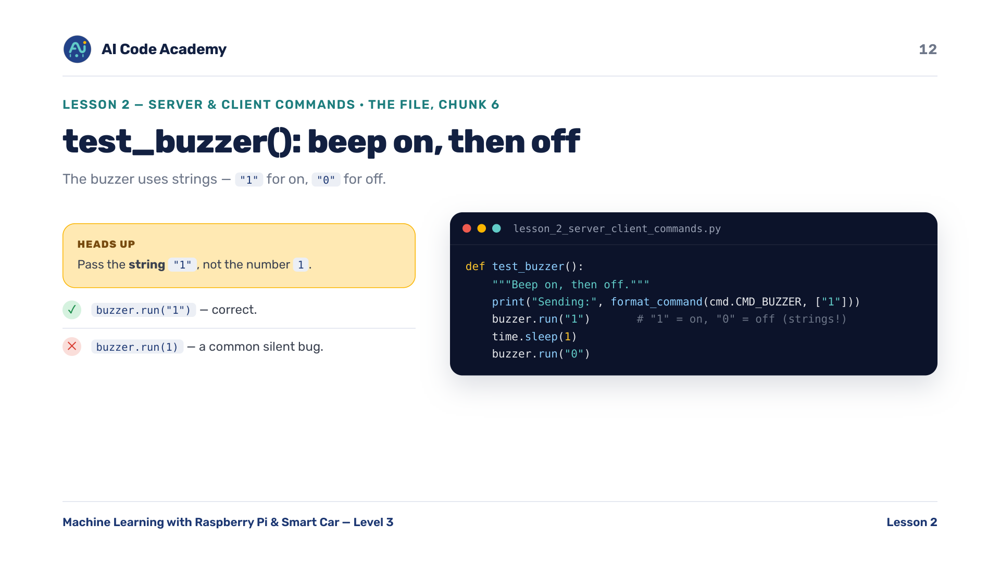 AI Code Academy
12
LESSON 2 — SERVER & CLIENT COMMANDS • THE FILE, CHUNK 6
test_buzzer(): beep on, then off
The buzzer uses strings — "1" for on, "0" for off.
HEADS UP
Pass the string "1", not the number 1.
✓ buzzer.run("1") — correct.
✕ buzzer.run(1) — a common silent bug.
lesson_2_server_client_commands.py
def test_buzzer():
    """Beep on, then off."""
    print("Sending:", format_command(cmd.CMD_BUZZER, ["1"]))
    buzzer.run("1")       # "1" = on, "0" = off (strings!)
    time.sleep(1)
    buzzer.run("0")
Machine Learning with Raspberry Pi & Smart Car — Level 3
Lesson 2